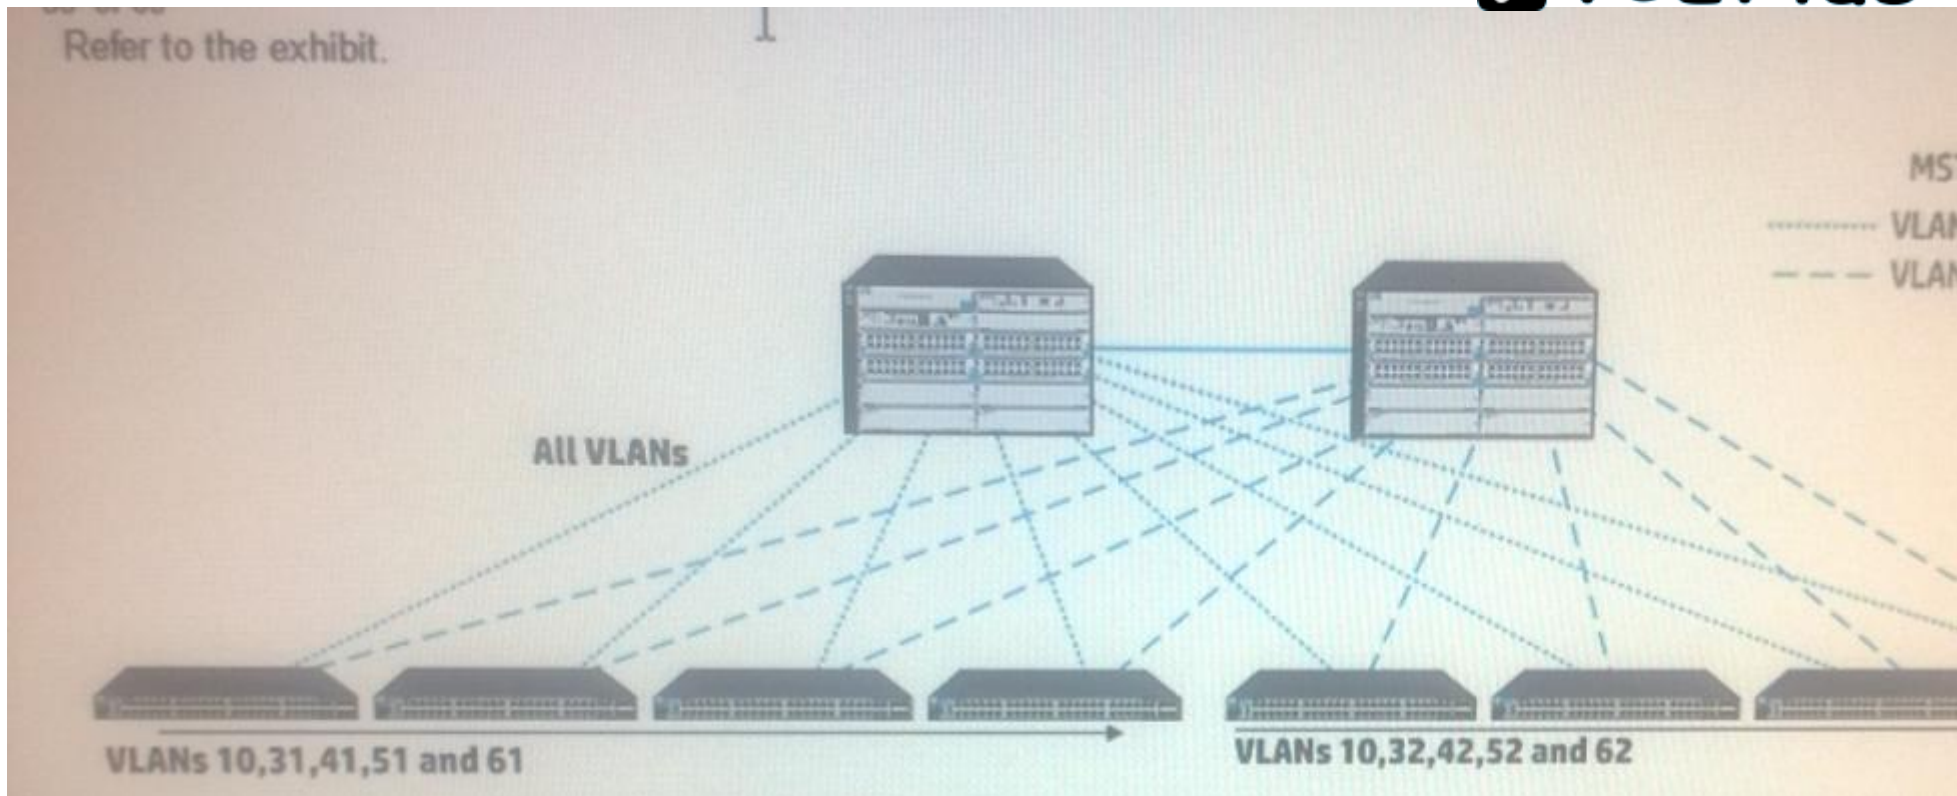 Refer to the exhibit.
All VLANs
VLANs 10,31,41,51 and 61
VLANs 10,32,42,52 and 62